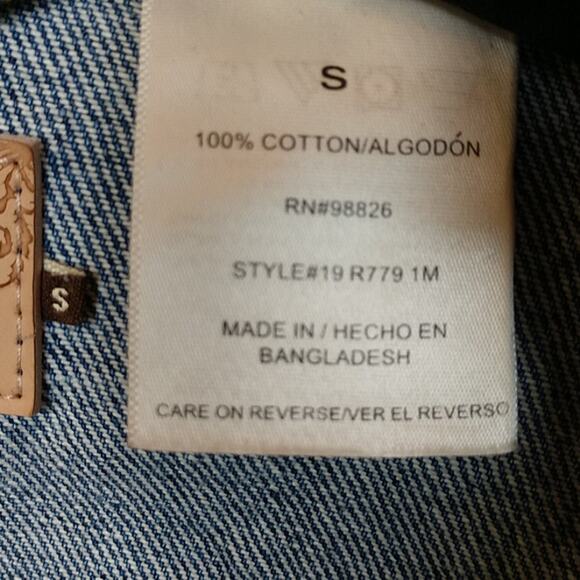 S
100% COTTON/ALGODÓN
RN#98826
STYLE#19 R779 1M
MADE IN / HECHO EN
BANGLADESH
CARE ON REVERSE/VER EL REVERSO
S